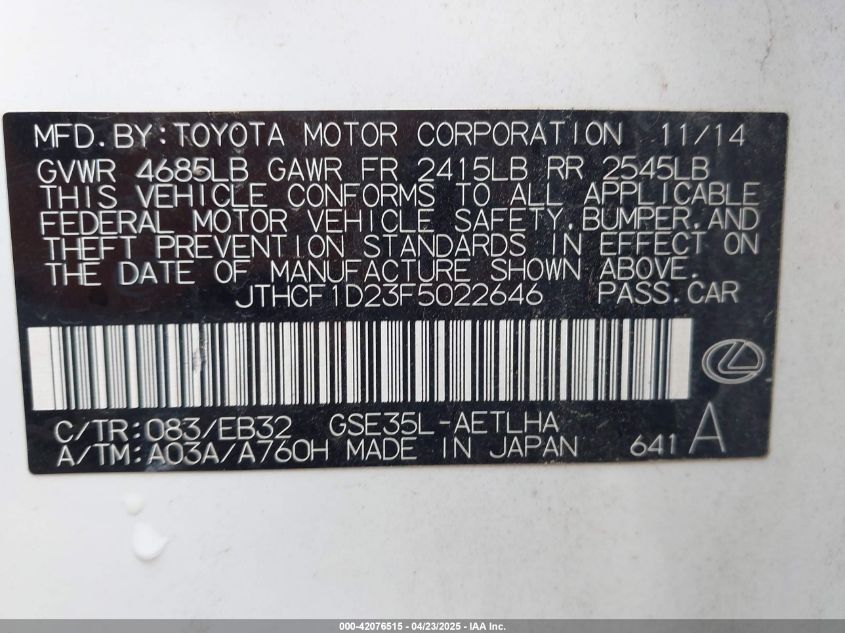 MFD.BY:TOYOTA MOTOR CORPORATION 11/14
GVWR 4685LB GAWR FR 2415LB RR 2545LB
THIS VEHICLE CONFORMS TO ALL APPLICABLE
FEDERAL MOTOR VEHICLE SAFETY,BUMPER,AND
THEFT PREVENTION STANDARDS IN EFFECT ON
THE DATE OF MANUFACTURE SHOWN ABOVE.
JTHCF1D23F5022646 PASS.CAR
C/TR:083/EB32 GSE35L-AETLHA
A/TM:A03A/A760H MADE IN JAPAN 641 A
000-42076515 - 04/23/2025 - IAA Inc.